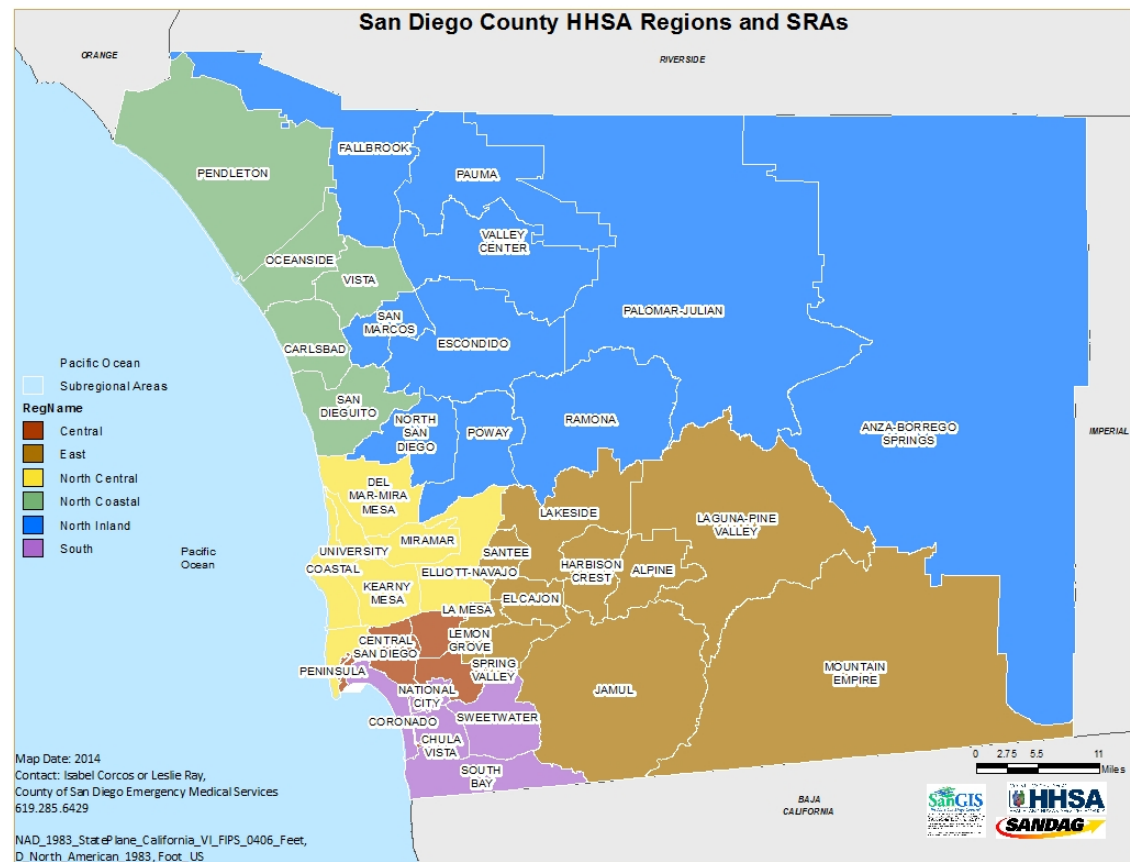 San Diego County HHSA Regions and SRAs
ORANGE
RIVERSIDE
FALLBROOK
PENDLETON
PAUMA
VALLEY
CENTER
OCEANSIDE
VISTA
PALOMAR-JULIAN
SAN
MARCOS
ESCONDIDO
CARLSBAD
Pacific Ocean
Subregional Areas
RegName
Central
East
North Central
North Coastal
North Inland
South
SAN
DIEGUITO
NORTH
SAN
DIEGO
POWAY
RAMONA
ANZA-BORREGO
SPRINGS
IMPERIAL
DEL
MAR-MIRA
MESA
LAKESIDE
LAGUNA-PINE
VALLEY
MIRAMAR
UNIVERSITY
SANTEE
Pacific
Ocean
COASTAL
ELLIOTT-NAVAJO
HARBISON
CREST
ALPINE
KEARNY
MESA
EL CAJON
LA MESA
LEMON
GROVE
CENTRAL
SAN DIEGO
PENINSULA
SPRING
VALLEY
MOUNTAIN
EMPIRE
JAMUL
NATIONAL
CITY
CORONADO
SWEETWATER
CHULA
VISTA
SOUTH
BAY
0 2.75 5.5 11
Miles
BAJA
CALIFORNIA
Map Date: 2014
Contact: Isabel Corcos or Leslie Ray,
County of San Diego Emergency Medical Services
619.285.6429
NAD_1983_StatePlane_California_VI_FIPS_0406_Feet,
D_North_American_1983, Foot_US
SanGIS
HHSA
SANDAG